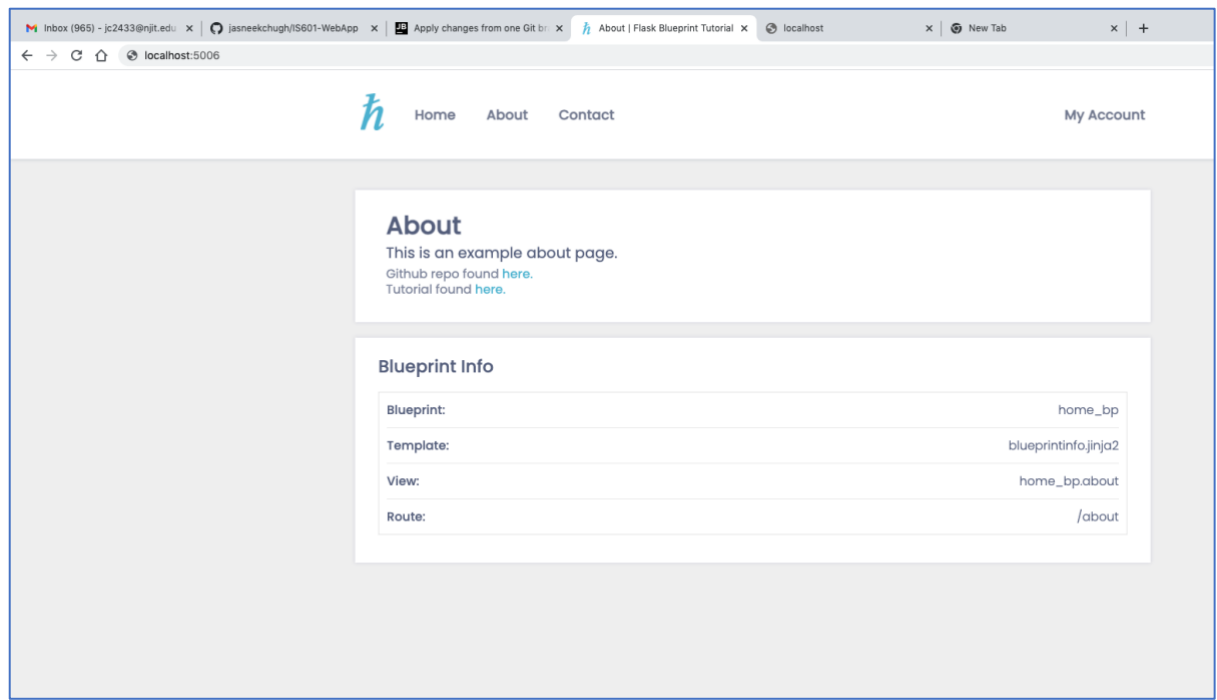 Inbox (965) - jc2433@njit.edu
jasneekchugh/IS601-WebApp
Apply changes from one Git br
About | Flask Blueprint Tutorial
localhost
New Tab
localhost:5006
ħ Home About Contact My Account
About
This is an example about page.
Github repo found here.
Tutorial found here.
Blueprint Info
Blueprint: home_bp
Template: blueprintinfo.jinja2
View: home_bp.about
Route: /about